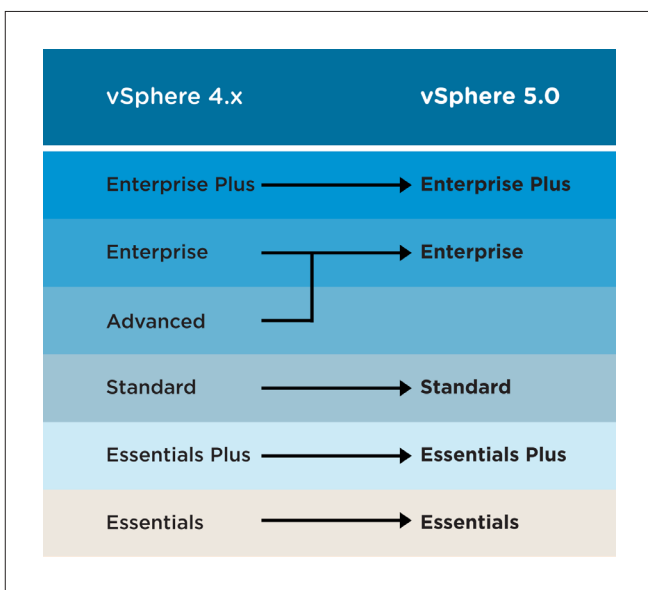 vSphere 4.x vSphere 5.0
Enterprise Plus Enterprise Plus
Enterprise Enterprise
Advanced
Standard Standard
Essentials Plus Essentials Plus
Essentials Essentials